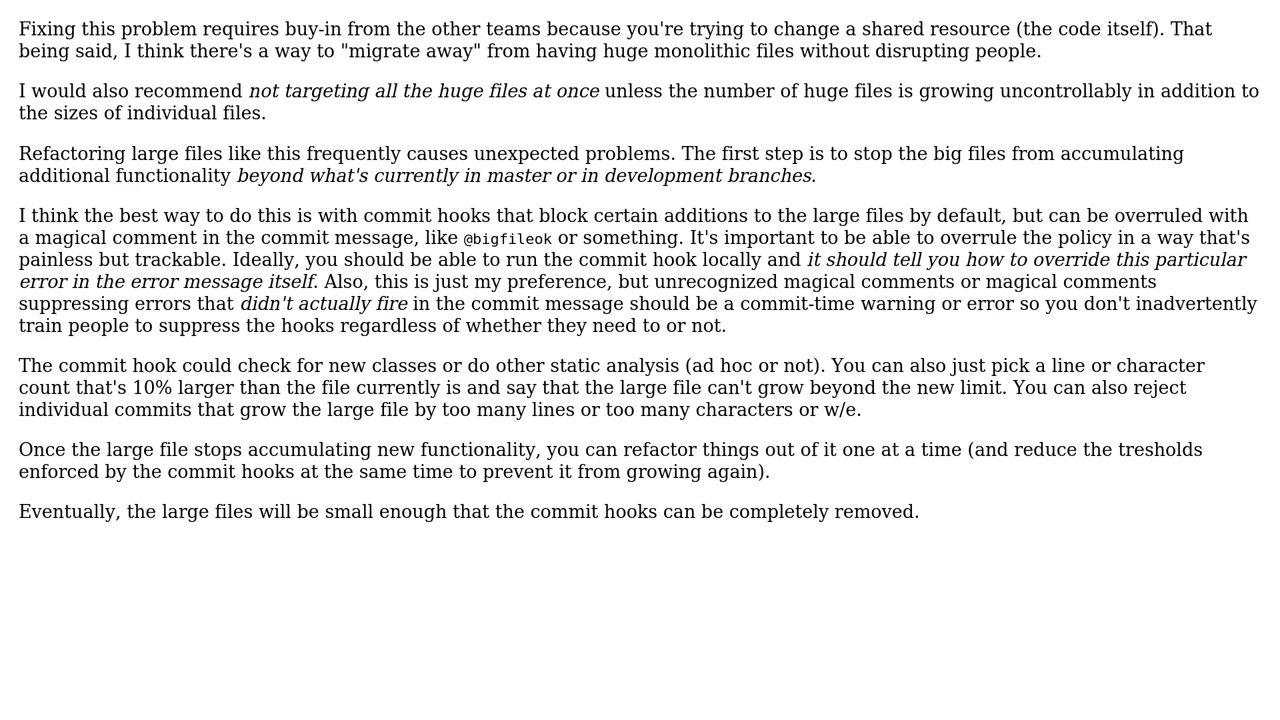 Fixing this problem requires buy-in from the other teams because you're trying to change a shared resource (the code itself). That
being said, I think there's a way to "migrate away" from having huge monolithic files without disrupting people.
I would also recommend not targeting all the huge files at once unless the number of huge files is growing uncontrollably in addition to
the sizes of individual files.
Refactoring large files like this frequently causes unexpected problems. The first step is to stop the big files from accumulating
additional functionality beyond what's currently in master or in development branches.
I think the best way to do this is with commit hooks that block certain additions to the large files by default, but can be overruled with
a magical comment in the commit message, like @bigfileok or something. It's important to be able to overrule the policy in a way that's
painless but trackable. Ideally, you should be able to run the commit hook locally and it should tell you how to override this particular
error in the error message itself. Also, this is just my preference, but unrecognized magical comments or magical comments
suppressing errors that didn't actually fire in the commit message should be a commit-time warning or error so you don't inadvertently
train people to suppress the hooks regardless of whether they need to or not.
The commit hook could check for new classes or do other static analysis (ad hoc or not). You can also just pick a line or character
count that's 10% larger than the file currently is and say that the large file can't grow beyond the new limit. You can also reject
individual commits that grow the large file by too many lines or too many characters or w/e.
Once the large file stops accumulating new functionality, you can refactor things out of it one at a time (and reduce the tresholds
enforced by the commit hooks at the same time to prevent it from growing again).
Eventually, the large files will be small enough that the commit hooks can be completely removed.